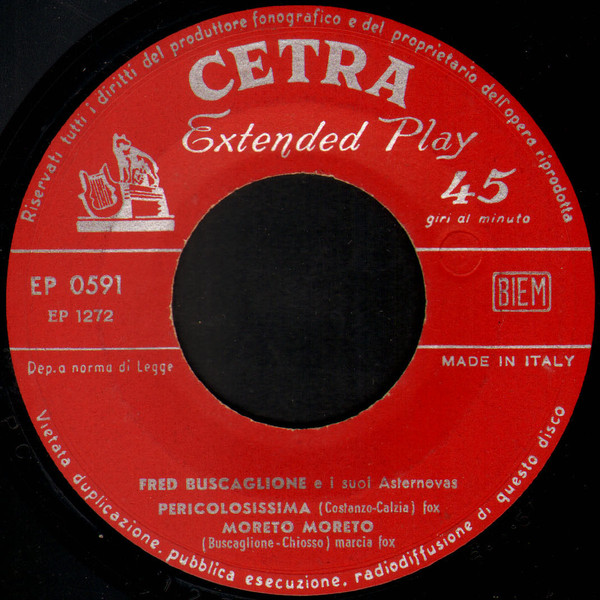 Riservati tutti i diritti del produttore fonografico e del proprietario dell'opera riprodotta
CETRA
Extended Play
45
giri al minuto
EP 0591
EP 1272
BIEM
Dep. a norma di Legge
MADE IN ITALY
FRED BUSCAGLIONE e i suoi Asternovas
PERICOLOSISSIMA (Costanzo-Calzia) fox
MORETO MORETO
(Buscaglione-Chiosso) marcia fox
Vietata duplicazione, pubblica esecuzione, radiodiffusione di questo disco